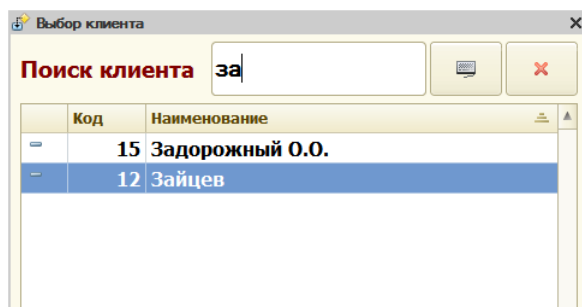 Выбор клиента
Поиск клиента за
Код Наименование
15 Задорожный О.О.
12 Зайцев